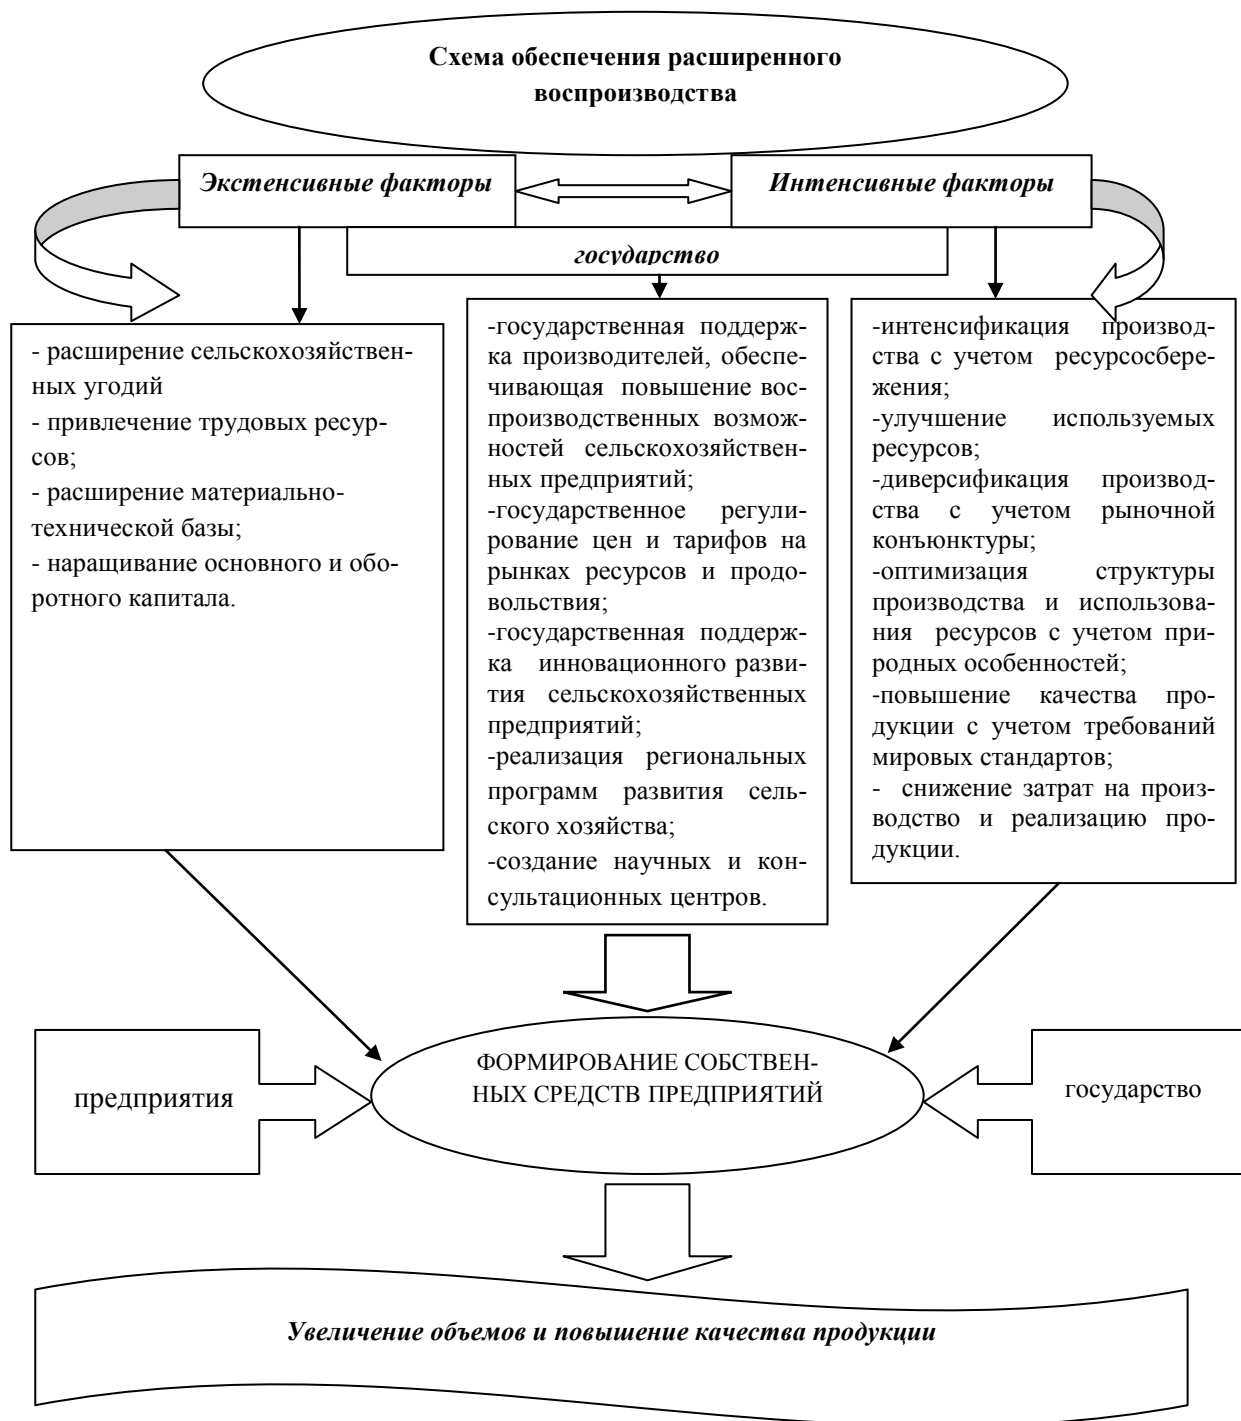 Схема обеспечения расширенного
воспроизводства
Экстенсивные факторы
Интенсивные факторы
государство
- расширение сельскохозяйствен-
ных угодий
- привлечение трудовых ресур-
сов;
- расширение материально-
технической базы;
- наращивание основного и обо-
ротного капитала.
-государственная поддерж-
ка производителей, обеспе-
чивающая повышение вос-
производственных возмож-
ностей сельскохозяйствен-
ных предприятий;
-государственное регули-
рование цен и тарифов на
рынках ресурсов и продо-
вольствия;
-государственная поддерж-
ка инновационного разви-
тия сельскохозяйственных
предприятий;
-реализация региональных
программ развития сель-
ского хозяйства;
-создание научных и кон-
сультационных центров.
-интенсификация производ-
ства с учетом ресурсосбере-
жения;
-улучшение используемых
ресурсов;
-диверсификация производ-
ства с учетом рыночной
конъюнктуры;
-оптимизация структуры
производства и использова-
ния ресурсов с учетом при-
родных особенностей;
-повышение качества про-
дукции с учетом требований
мировых стандартов;
- снижение затрат на произ-
водство и реализацию про-
дукции.
предприятия
ФОРМИРОВАНИЕ СОБСТВЕН-
НЫХ СРЕДСТВ ПРЕДПРИЯТИЙ
государство
Увеличение объемов и повышение качества продукции